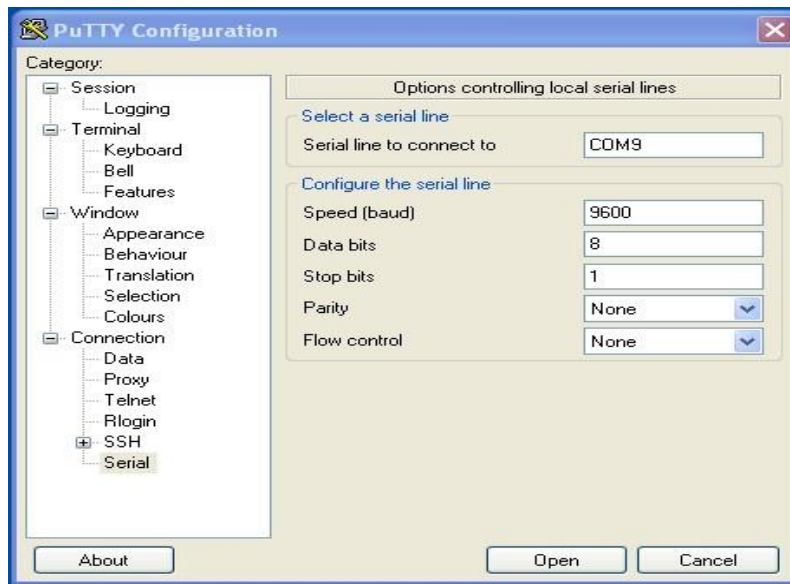 PuTTY Configuration
Category:
Session
Logging
Terminal
Keyboard
Bell
Features
Window
Appearance
Behaviour
Translation
Selection
Colours
Connection
Data
Proxy
Telnet
Rlogin
SSH
Serial
Options controlling local serial lines
Select a serial line
Serial line to connect to COM9
Configure the serial line
Speed (baud) 9600
Data bits 8
Stop bits 1
Parity None
Flow control None
About Open Cancel